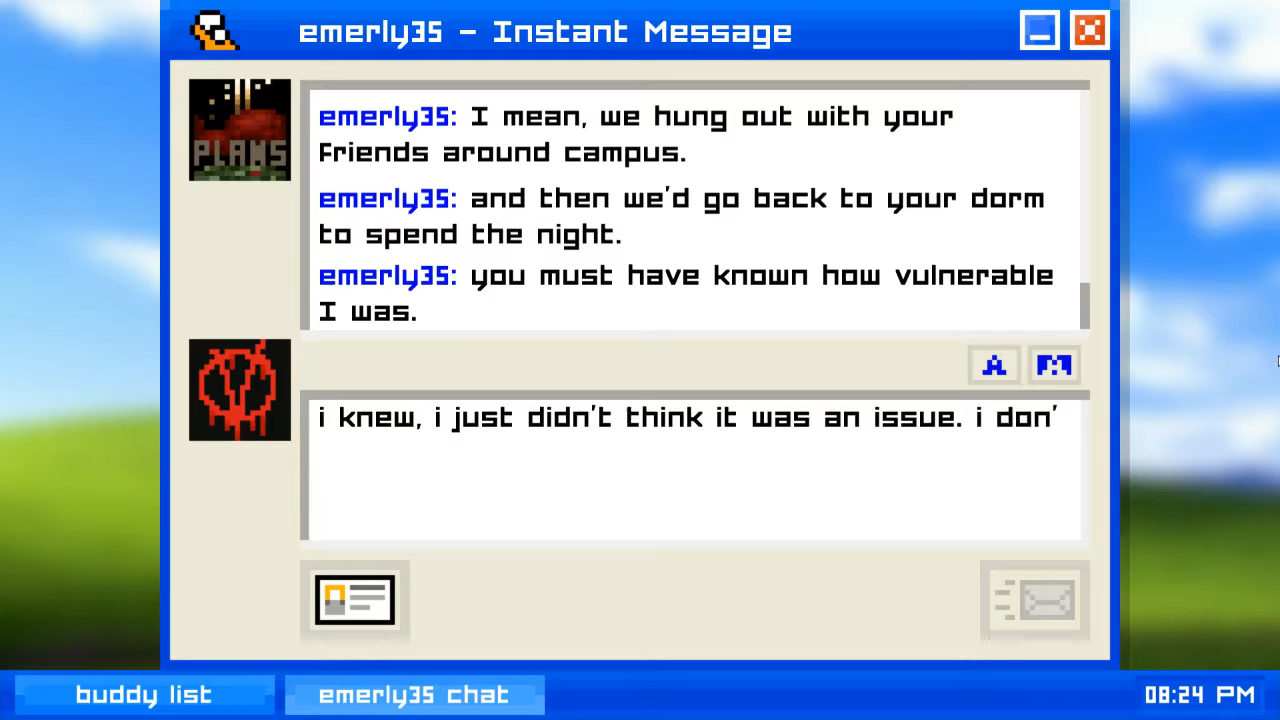 emerly35 - Instant Message
PLANS
emerly35: I mean, we hung out with your
friends around campus.
emerly35: and then we'd go back to your dorm
to spend the night.
emerly35: you must have known how vulnerable
I was.
A
i knew, i just didn't think it was an issue. i don'
buddy list
emerly35 chat
08:24 PM